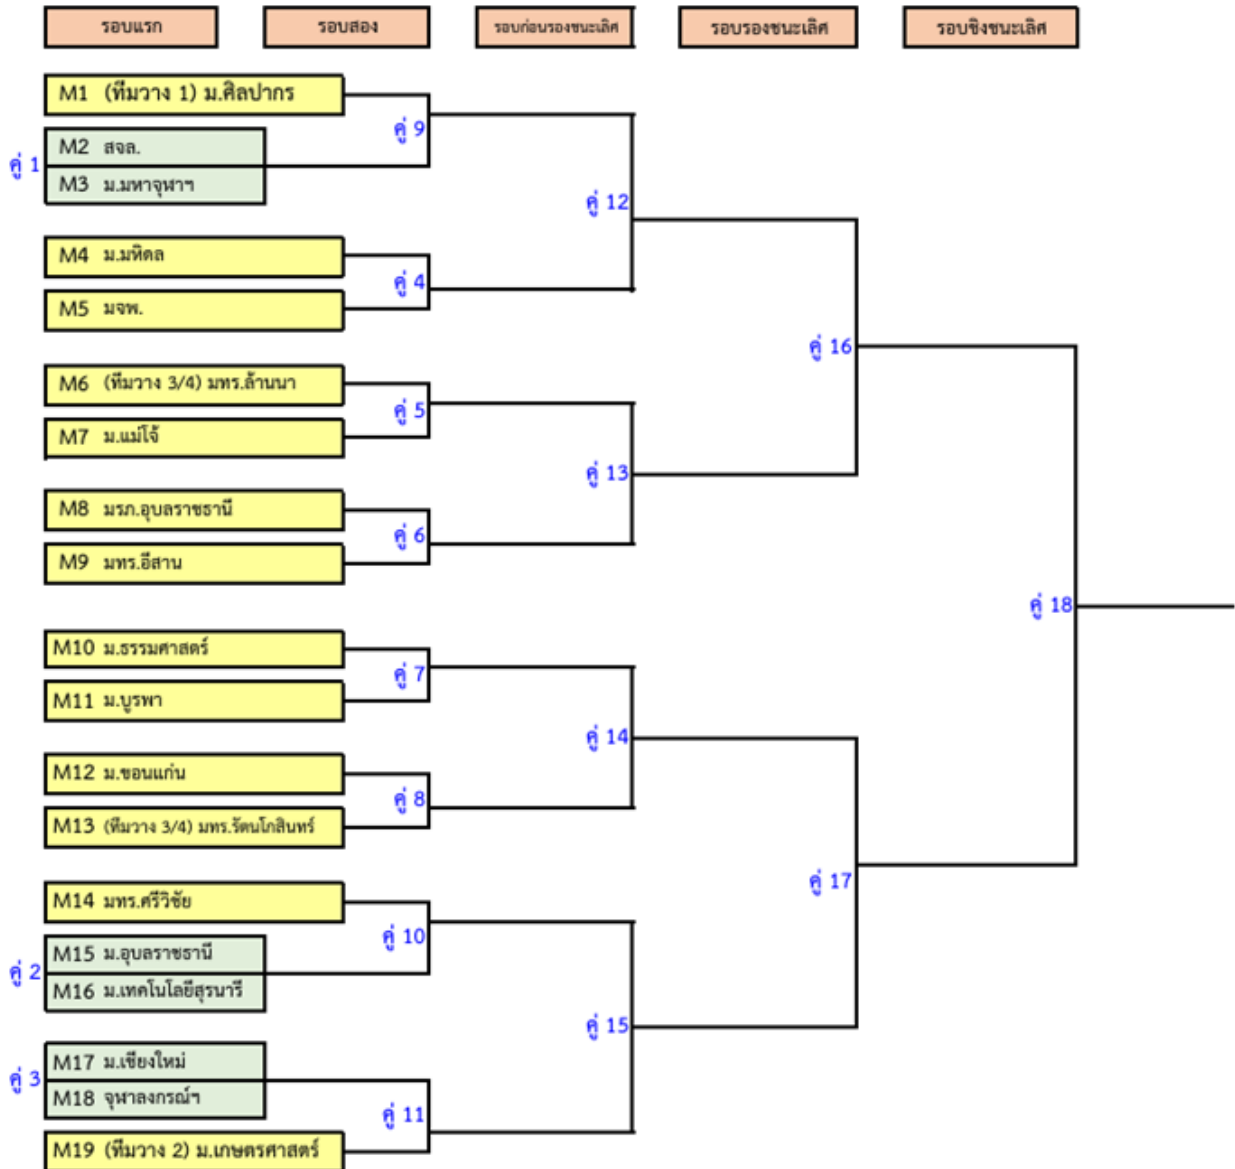 รอบแรก
รอบสอง
รอบก่อนรองชนะเลิศ
รอบรองชนะเลิศ
รอบชิงชนะเลิศ
M1 (ทีมวาง 1) ม.ศิลปากร
คู่ 9
M2 สจล.
คู่ 1
M3 ม.มหาจุฬาฯ
คู่ 12
M4 ม.มหิดล
คู่ 4
M5 มจพ.
คู่ 16
M6 (ทีมวาง 3/4) มทร.ล้านนา
คู่ 5
M7 ม.แม่โจ้
คู่ 13
M8 มรภ.อุบลราชธานี
คู่ 6
M9 มทร.อีสาน
คู่ 18
M10 ม.ธรรมศาสตร์
คู่ 7
M11 ม.บูรพา
คู่ 14
M12 ม.ขอนแก่น
คู่ 8
M13 (ทีมวาง 3/4) มทร.รัตนโกสินทร์
คู่ 17
M14 มทร.ศรีวิชัย
คู่ 10
M15 ม.อุบลราชธานี
คู่ 2
M16 ม.เทคโนโลยีสุรนารี
คู่ 15
M17 ม.เชียงใหม่
คู่ 3
M18 จุฬาลงกรณ์ฯ
คู่ 11
M19 (ทีมวาง 2) ม.เกษตรศาสตร์